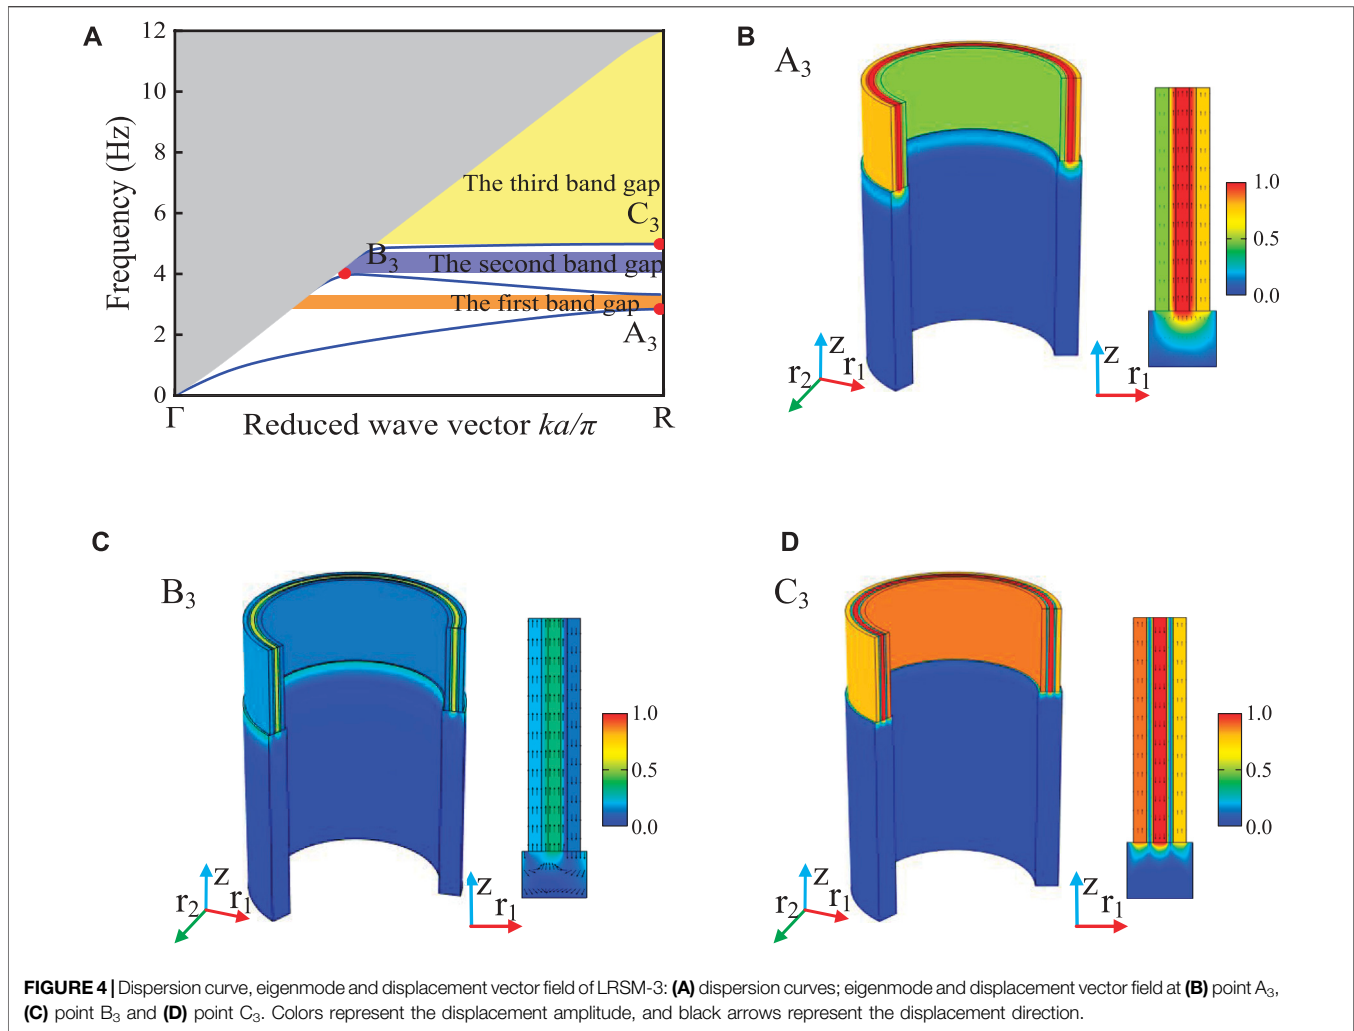 A
12
10
8
6
4
2
0
Frequency (Hz)
The third band gap
C3
B3
The second band gap
The first band gap
A3
Γ
Reduced wave vector ka/π
R
B
A3
1.0
0.5
0.0
z
r2
r1
z
r1
C
B3
1.0
0.5
0.0
z
r2
r1
z
r1
D
C3
1.0
0.5
0.0
z
r2
r1
z
r1
FIGURE 4 | Dispersion curve, eigenmode and displacement vector field of LRSM-3: (A) dispersion curves; eigenmode and displacement vector field at (B) point A3,
(C) point B3 and (D) point C3. Colors represent the displacement amplitude, and black arrows represent the displacement direction.